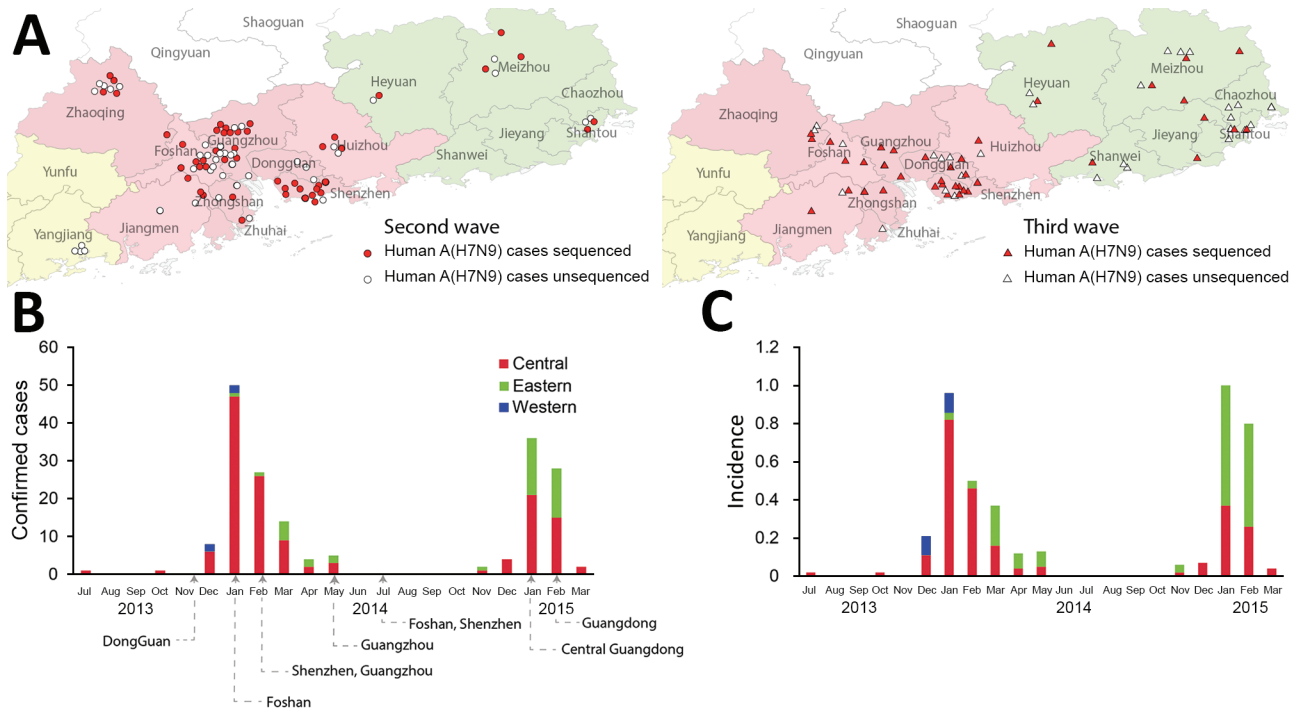 A
Shaoguan
Qingyuan
Heyuan
Meizhou
Chaozhou
Zhaoqing
Guangzhou
Huizhou
Jieyang
Shantou
Foshan
Dongguan
Shanwei
Yunfu
Shenzhen
Zhongshan
Yangjiang
Jiangmen
Zhuhai
Second wave
Human A(H7N9) cases sequenced
Human A(H7N9) cases unsequenced
Shaoguan
Qingyuan
Heyuan
Meizhou
Chaozhou
Zhaoqing
Guangzhou
Huizhou
Jieyang
Shantou
Foshan
Dongguan
Shanwei
Yunfu
Shenzhen
Zhongshan
Yangjiang
Jiangmen
Zhuhai
Third wave
Human A(H7N9) cases sequenced
Human A(H7N9) cases unsequenced
B
Confirmed cases
60
50
40
30
20
10
0
Central
Eastern
Western
Jul Aug Sep Oct Nov Dec Jan Feb Mar Apr May Jun Jul Aug Sep Oct Nov Dec Jan Feb Mar
2013 2014 2015
DongGuan
Foshan, Shenzhen
Guangdong
Guangzhou
Central Guangdong
Shenzhen, Guangzhou
Foshan
C
Incidence
1.2
1.0
0.8
0.6
0.4
0.2
0
Jul Aug Sep Oct Nov Dec Jan Feb Mar Apr May Jun Jul Aug Sep Oct Nov Dec Jan Feb Mar
2013 2014 2015